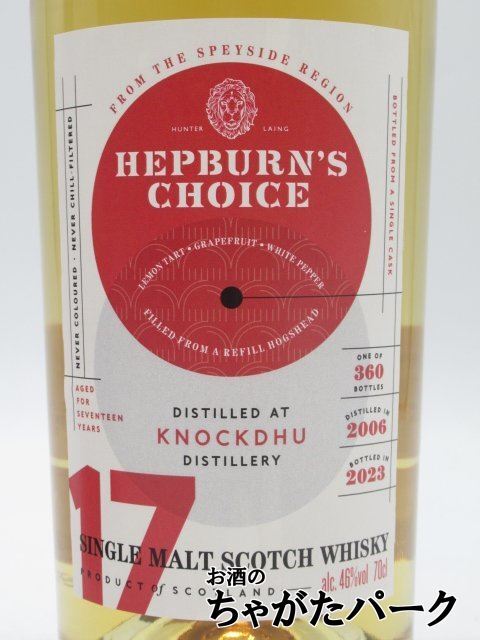 FROM THE SPEYSIDE REGION
HUNTER LAING
HEPBURN'S
CHOICE
LEMON TART • GRAPEFRUIT • WHITE PEPPER
FILLED FROM A REFILL HOGSHEAD
NEVER COLOURED · NEVER CHILL-FILTERED
BOTTLED FROM A SINGLE CASK
ONE OF
360
BOTTLES
AGED
FOR
SEVENTEEN
YEARS
DISTILLED AT
KNOCKDHU
DISTILLERY
DISTILLED IN
2006
BOTTLED IN
2023
17
SINGLE MALT SCOTCH WHISKY
PRODUCT of SCOTLAND
alc. 46%vol 70cl
お酒の
ちゃがたパーク